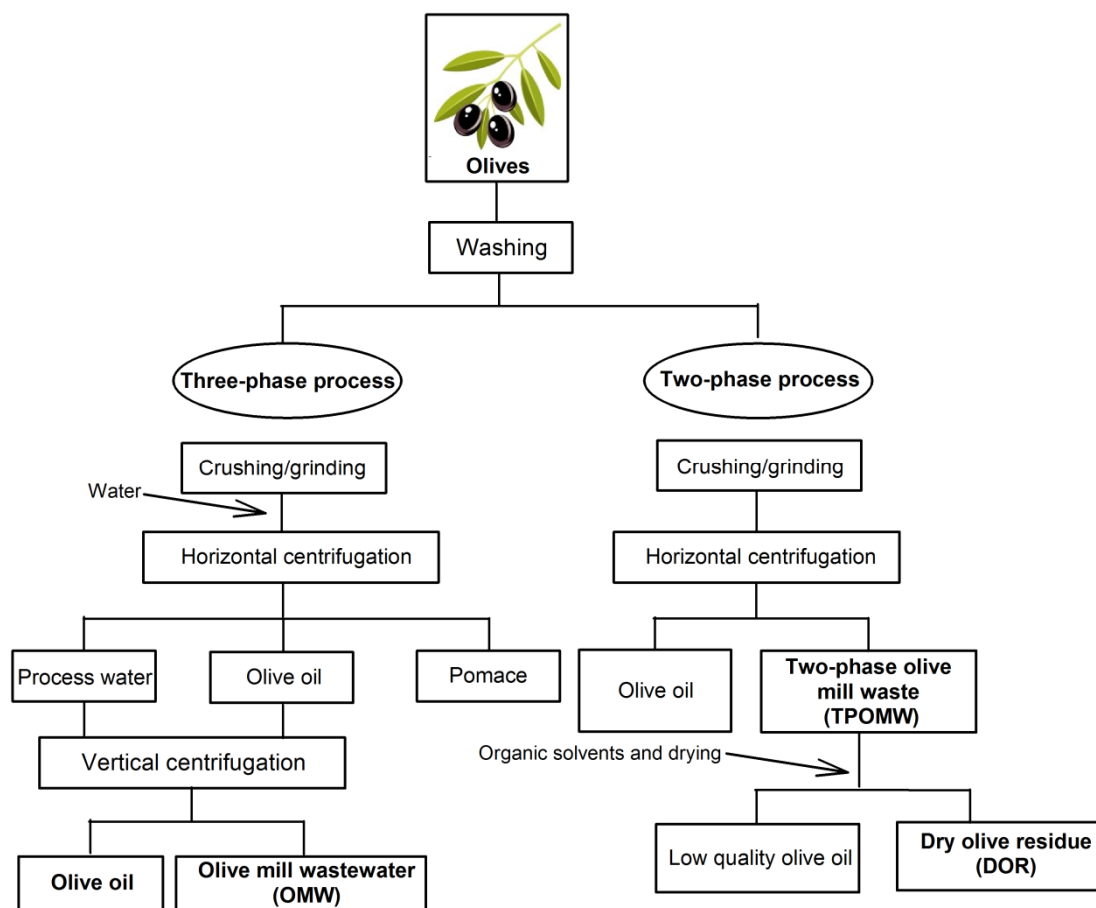 Olives
Washing
Three-phase process
Two-phase process
Crushing/grinding
Crushing/grinding
Water
Horizontal centrifugation
Horizontal centrifugation
Process water
Olive oil
Pomace
Olive oil
Two-phase olive
mill waste
(TPOMW)
Vertical centrifugation
Organic solvents and drying
Olive oil
Olive mill wastewater
(OMW)
Low quality olive oil
Dry olive residue
(DOR)